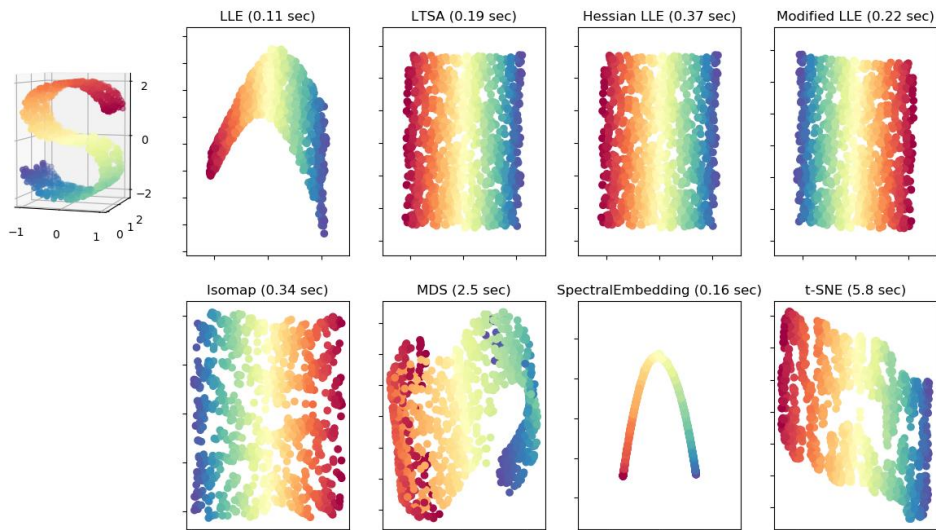 LLE (0.11 sec)
LTSA (0.19 sec)
Hessian LLE (0.37 sec)
Modified LLE (0.22 sec)
2
0
−2
−1
0
1
0
1
2
Isomap (0.34 sec)
MDS (2.5 sec)
SpectralEmbedding (0.16 sec)
t-SNE (5.8 sec)